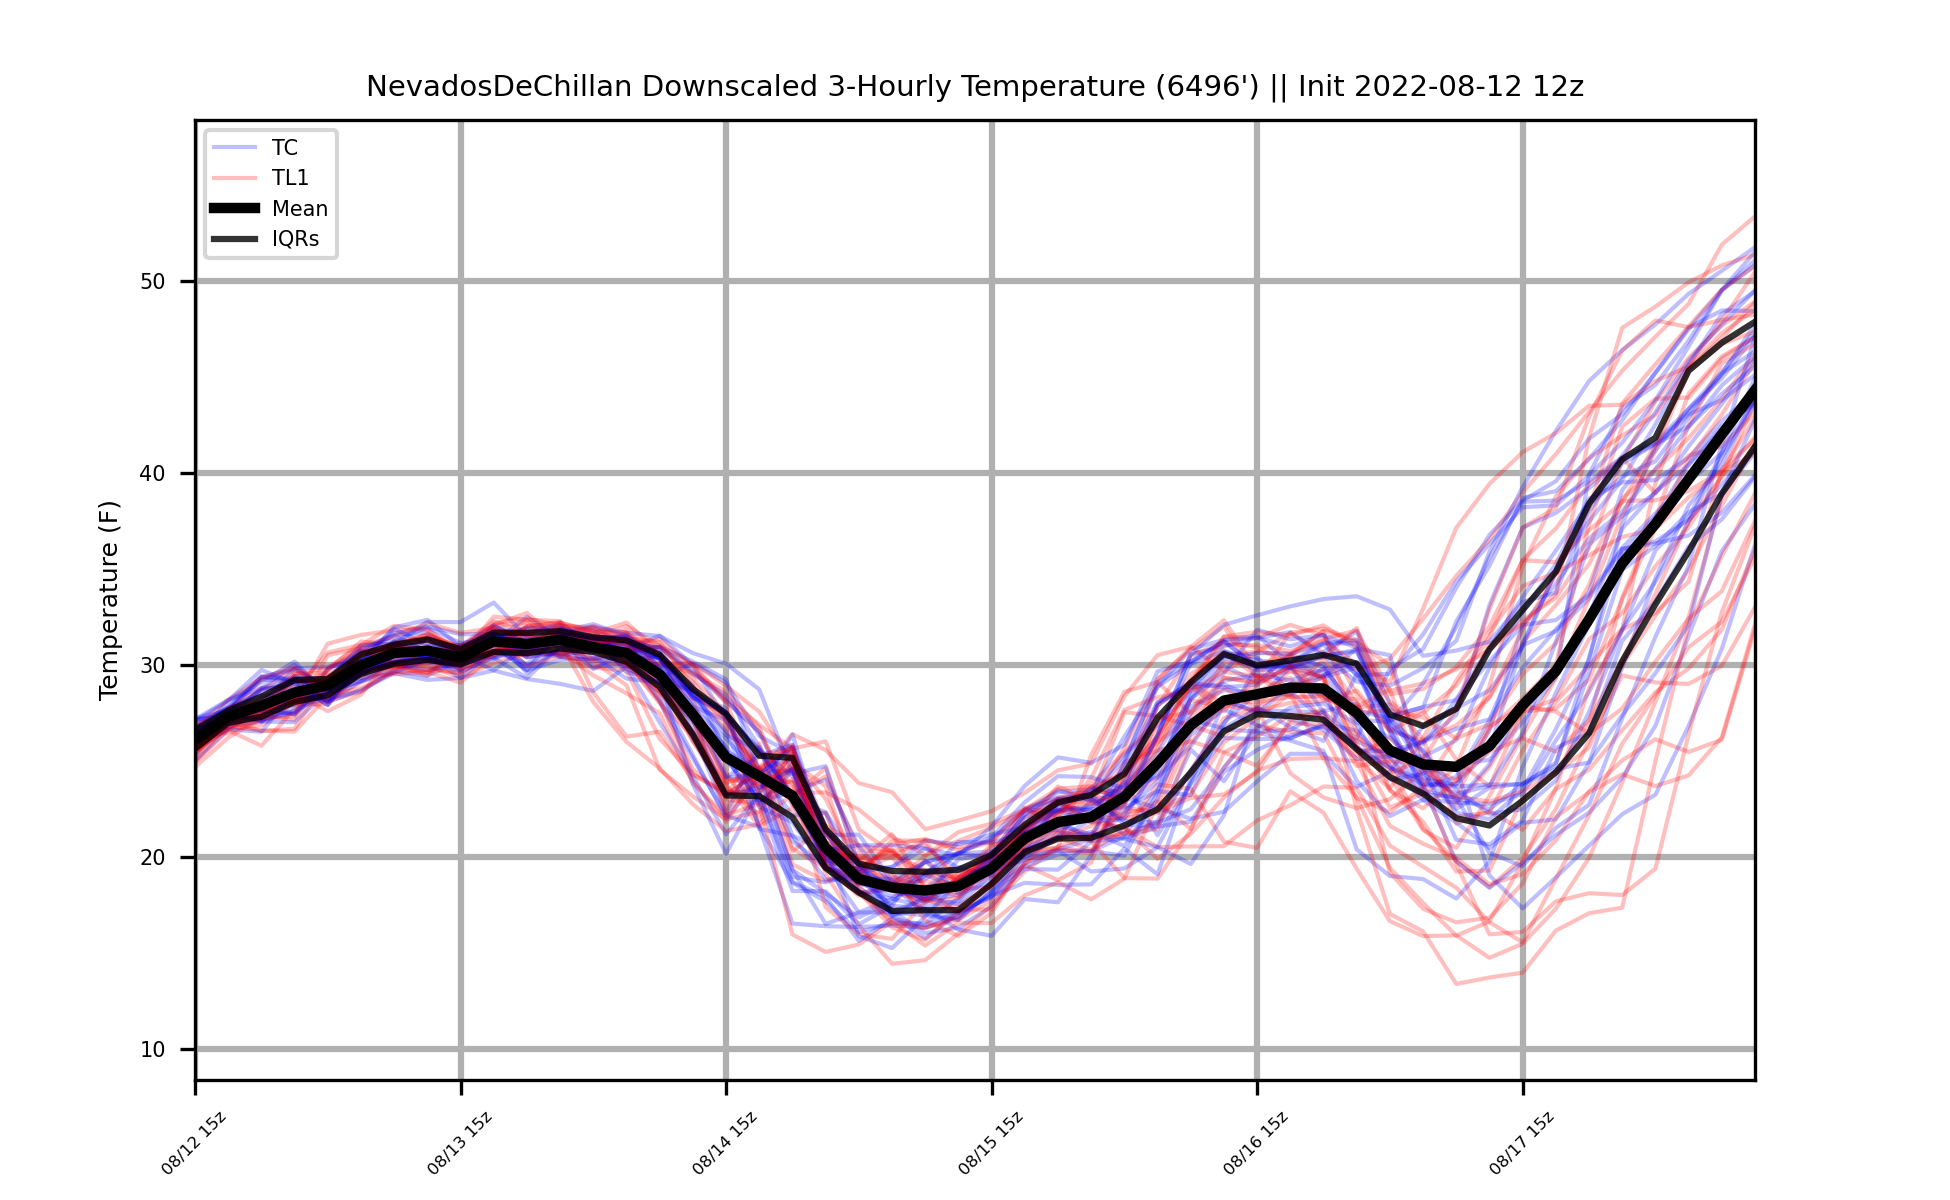 NevadosDeChillan Downscaled 3-Hourly Temperature (6496') || Init 2022-08-12 12z
TC
TL1
Mean
IQRs
Temperature (F)
50
40
30
20
10
08/12 15z
08/13 15z
08/14 15z
08/15 15z
08/16 15z
08/17 15z